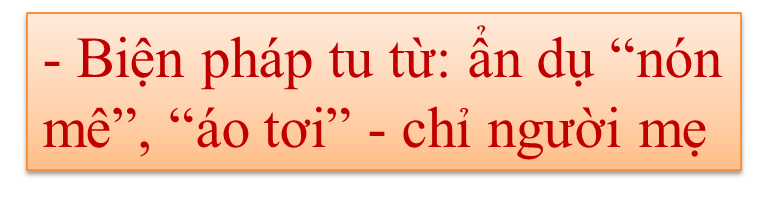 - Biện pháp tu từ: ẩn dụ “nón
mê”, “áo tơi” - chỉ người mẹ